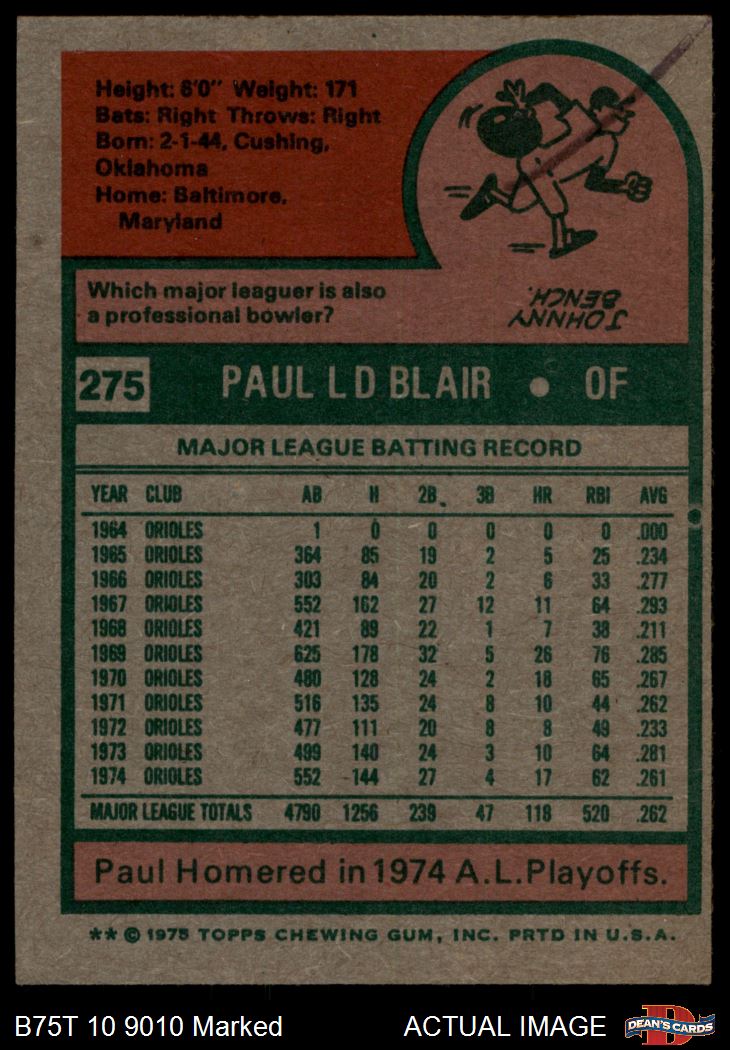 Height: 6'0" Weight: 171
Bats: Right Throws: Right
Born: 2-1-44, Cushing,
Oklahoma
Home: Baltimore,
Maryland
Which major leaguer is also
a professional bowler?
JOHNNY
BENCH.
275 PAUL L D BLAIR • OF
MAJOR LEAGUE BATTING RECORD
YEAR CLUB AB H 2B 3B HR RBI AVG
1964 ORIOLES 1 0 0 0 0 0 .000
1965 ORIOLES 364 85 19 2 5 25 .234
1966 ORIOLES 303 84 20 2 6 33 .277
1967 ORIOLES 552 162 27 12 11 64 .293
1968 ORIOLES 421 89 22 1 7 38 .211
1969 ORIOLES 625 178 32 5 26 76 .285
1970 ORIOLES 480 128 24 2 18 65 .267
1971 ORIOLES 516 135 24 8 10 44 .262
1972 ORIOLES 477 111 20 8 8 49 .233
1973 ORIOLES 499 140 24 3 10 64 .281
1974 ORIOLES 552 144 27 4 17 62 .261
MAJOR LEAGUE TOTALS 4790 1256 239 47 118 520 .262
Paul Homered in 1974 A.L. Playoffs.
** © 1975 TOPPS CHEWING GUM, INC. PRTD IN U.S.A.
B75T 10 9010 Marked ACTUAL IMAGE
DEAN'S CARDS